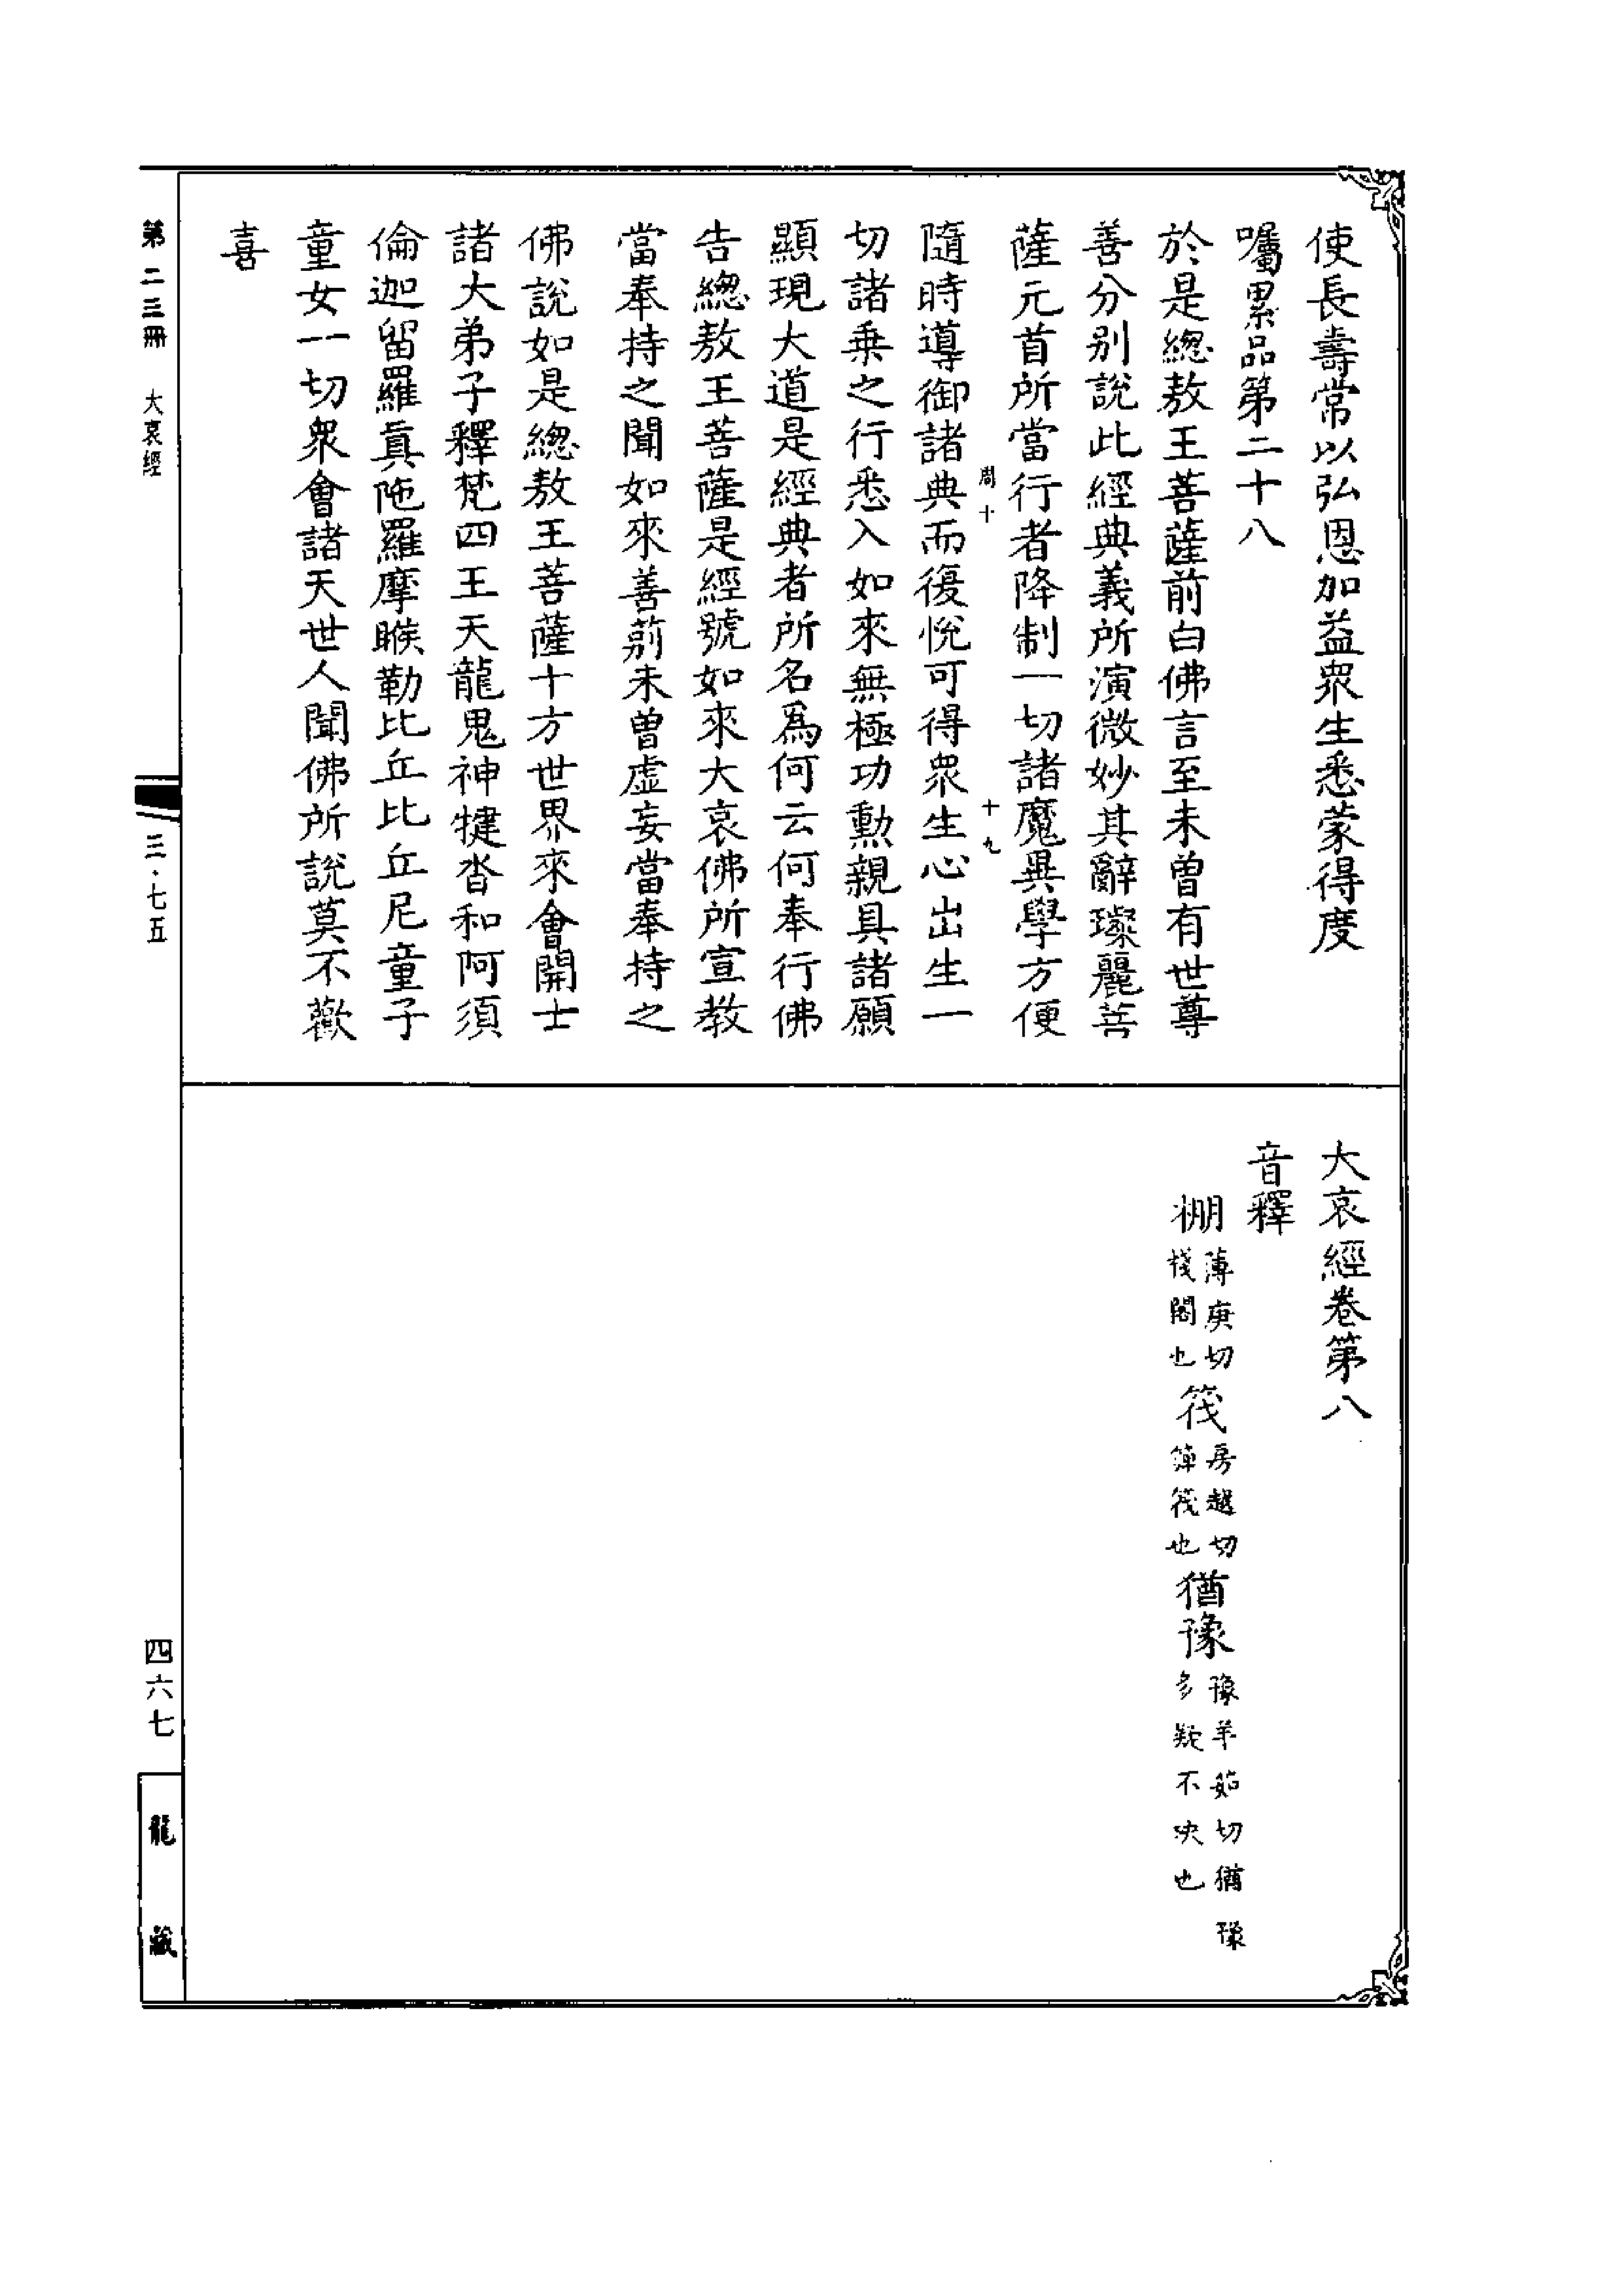 使長壽常以弘恩加益眾生悉蒙得度
囑累品第二十八
於是總敖王菩薩前白佛言至未曾有世尊
善分別說此經典義所演微妙其辭璨麗菩
薩元首所當行者降制一切諸魔異學方便
周十 十九
隨時導御諸典而復悅可得眾生心出生一
切諸乘之行悉入如來無極功勳親具諸願
顯現大道是經典者所名為何云何奉行佛
告總敖王菩薩是經號如來大哀佛所宣教
當奉持之聞如來善莂未曾虛妄當奉持之
佛說如是總敖王菩薩十方世界來會開士
諸大弟子釋梵四王天龍鬼神犍沓和阿須
倫迦留羅真陁羅摩睺勒比丘比丘尼童子
童女一切眾會諸天世人聞佛所說莫不歡
喜
大哀經卷第八
音釋
棚 薄庚切棧閣也 筏 房越切簰筏也 猶豫 豫羊茹切猶豫多疑不決也
第二三冊 大哀經 三·七五 四六七 龍藏